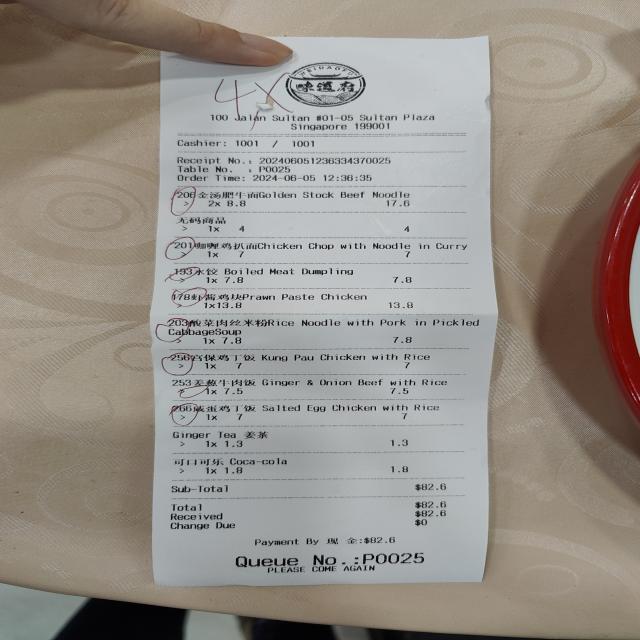 4X
WEIDAOFU
味道府
100 Jalan Sultan #01-05 Sultan Plaza
Singapore 199001
Cashier: 1001 / 1001
Receipt No.: 202406051236334370025
Table No. : P0025
Order Time: 2024-06-05 12:36:35
206金汤肥牛面Golden Stock Beef Noodle
> 2x 8.8 17.6
无码商品
> 1x 4 4
201咖喱鸡扒面Chicken Chop with Noodle in Curry
> 1x 7 7
193水饺 Boiled Meat Dumpling
> 1x 7.8 7.8
178虾酱鸡块Prawn Paste Chicken
> 1x13.8 13.8
203酸菜肉丝米粉Rice Noodle with Pork in Pickled
CabbageSoup
> 1x 7.8 7.8
256宫保鸡丁饭 Kung Pau Chicken with Rice
> 1x 7 7
253姜葱牛肉饭 Ginger & Onion Beef with Rice
> 1x 7.5 7.5
266咸蛋鸡丁饭 Salted Egg Chicken with Rice
> 1x 7 7
Ginger Tea 姜茶
> 1x 1.3 1.3
可口可乐 Coca-cola
> 1x 1.8 1.8
Sub-Total $82.6
Total $82.6
Received $82.6
Change Due $0
Payment By 现 金:$82.6
Queue No.:P0025
PLEASE COME AGAIN